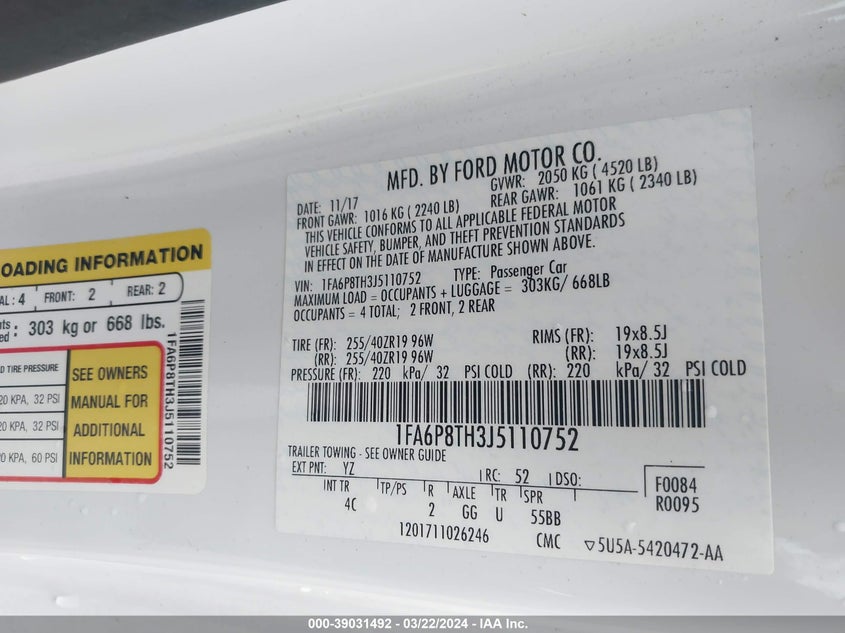 OADING INFORMATION
AL: 4 FRONT: 2 REAR: 2
303 kg or 668 lbs.
D TIRE PRESSURE
20 KPA, 32 PSI
20 KPA, 32 PSI
20 KPA, 60 PSI
SEE OWNERS
MANUAL FOR
ADDITIONAL
INFORMATION
1FA6P8TH3J5110752
MFD. BY FORD MOTOR CO.
DATE: 11/17 GVWR: 2050 KG ( 4520 LB)
FRONT GAWR: 1016 KG ( 2240 LB) REAR GAWR: 1061 KG ( 2340 LB)
THIS VEHICLE CONFORMS TO ALL APPLICABLE FEDERAL MOTOR
VEHICLE SAFETY, BUMPER, AND THEFT PREVENTION STANDARDS
IN EFFECT ON THE DATE OF MANUFACTURE SHOWN ABOVE.
VIN: 1FA6P8TH3J5110752 TYPE: Passenger Car
MAXIMUM LOAD = OCCUPANTS + LUGGAGE = 303KG/ 668LB
OCCUPANTS = 4 TOTAL; 2 FRONT, 2 REAR
TIRE (FR): 255/40ZR19 96W RIMS (FR): 19x8.5J
(RR): 255/40ZR19 96W (RR): 19x8.5J
PRESSURE (FR): 220 kPa/ 32 PSI COLD (RR): 220 kPa/ 32 PSI COLD
1FA6P8TH3J5110752
TRAILER TOWING - SEE OWNER GUIDE
EXT PNT: YZ RC: 52 DSO: F0084
R0095
INT TR TP/PS R AXLE TR SPR
4C 2 GG U 55BB
1201711026246 CMC 5U5A-5420472-AA
000-39031492 - 03/22/2024 - IAA Inc.